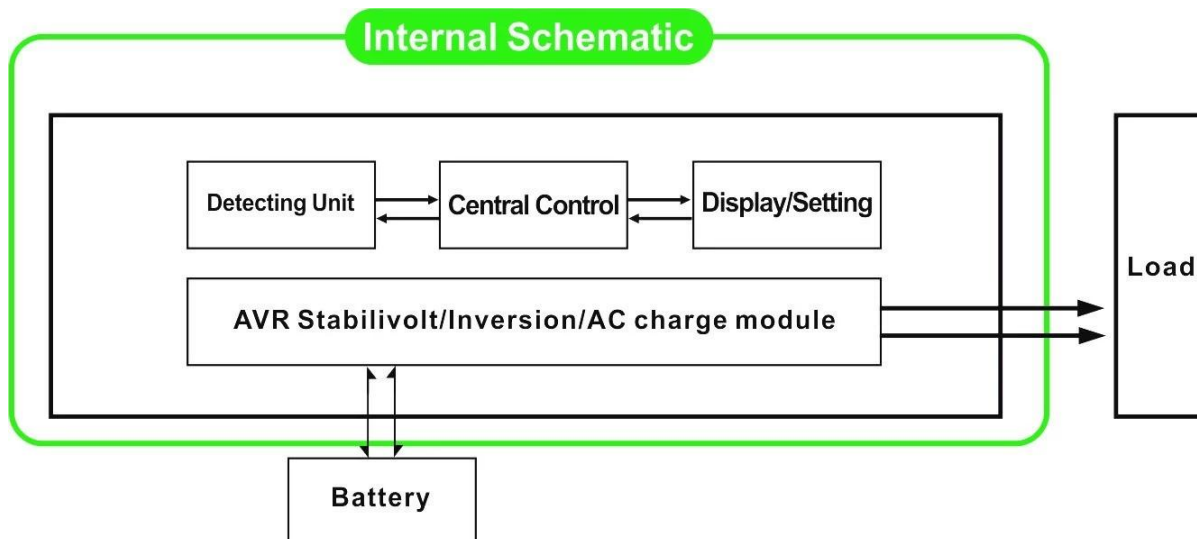 Internal Schematic
Detecting Unit
Central Control
Display/Setting
AVR Stabilivolt/Inversion/AC charge module
Load
Battery